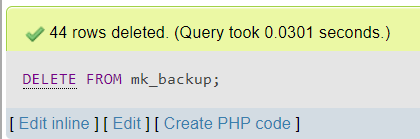 44 rows deleted. (Query took 0.0301 seconds.)
DELETE FROM mk_backup;
[ Edit inline ] [ Edit ] [ Create PHP code ]